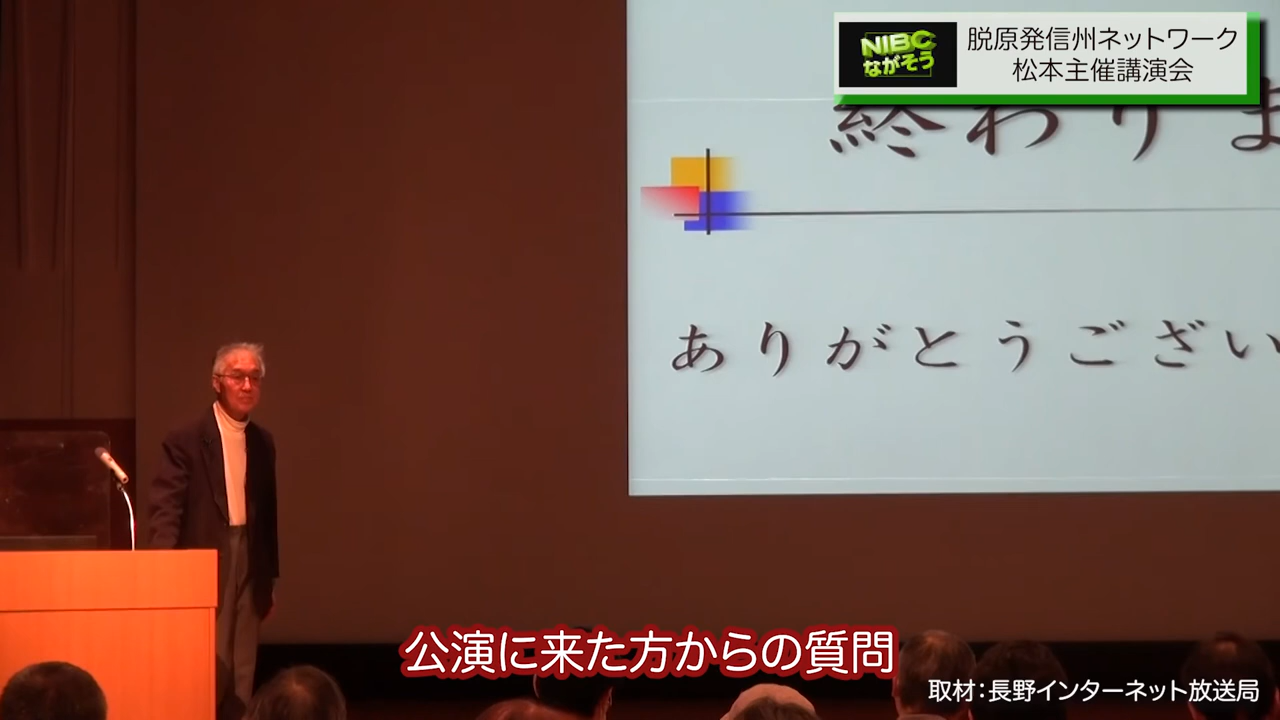 NIBC
ながそう
脱原発信州ネットワーク
松本主催講演会
終わりま
ありがとうござい
公演に来た方からの質問
取材：長野インターネット放送局